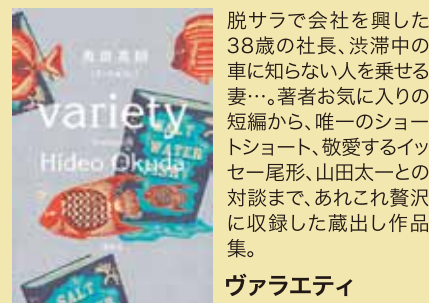 奥田英朗
variety
Hideo Okuda
SALT
WATER
SALT
脱サラで会社を興した
38歳の社長、渋滞中の
車に知らない人を乗せる
妻…。著者お気に入りの
短編から、唯一のショー
トショート、敬愛するイッ
セー尾形、山田太一との
対談まで、あれこれ贅沢
に収録した蔵出し作品
集。
ヴァラエティ